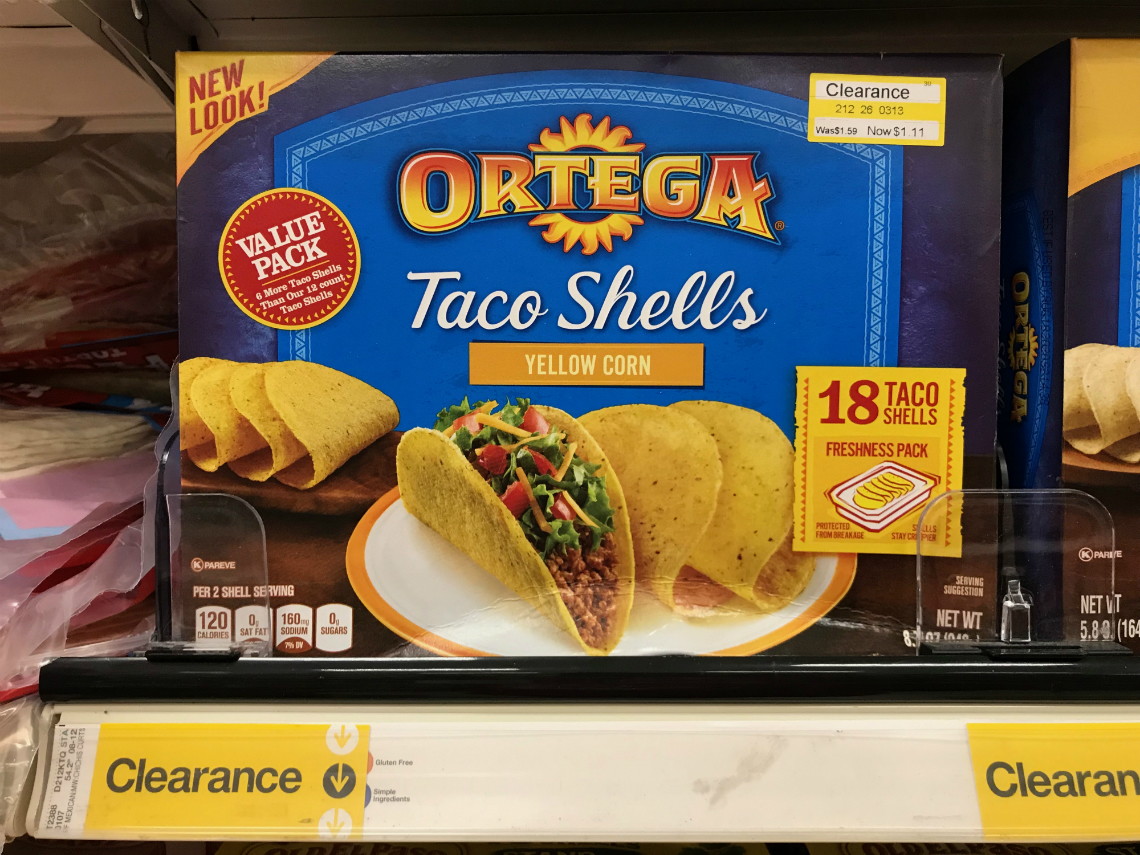 NEW
LOOK!
Clearance 30
212 26 0313
Was$1.59 Now$1.11
ORTEGA®
VALUE
PACK
6 More Taco Shells
Than Our 12 count
Taco Shells
Taco Shells
YELLOW CORN
18 TACO
SHELLS
FRESHNESS PACK
PROTECTED
FROM BREAKAGE
STAY
K PAREVE
PER 2 SHELL SERVING
120
CALORIES
0g
SAT FAT
160mg
SODIUM
7% DV
0g
SUGARS
SERVING
SUGGESTION
NET WT
ORTEGA
K PAREVE
NET WT
5.8
Clearance
Gluten Free
Simple
Ingredients
Clearan